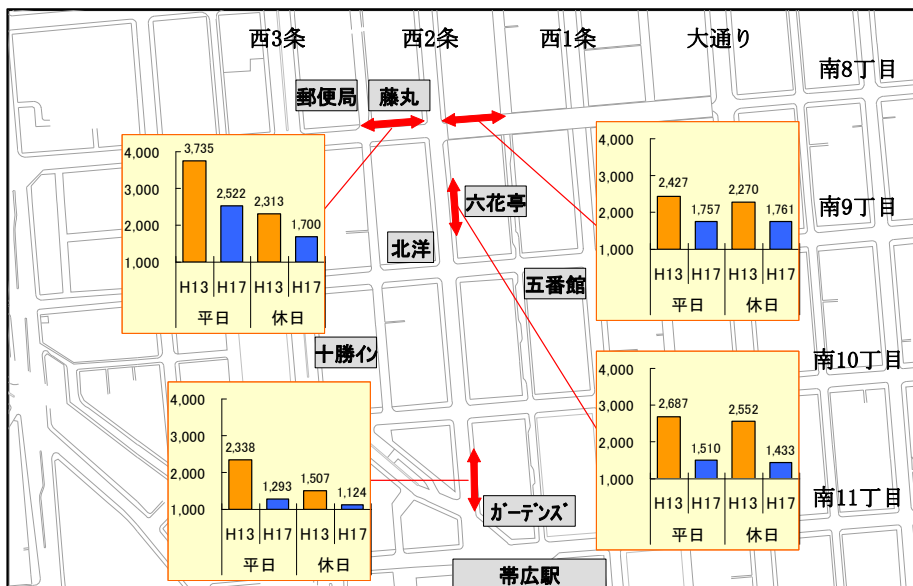 西3条 西2条 西1条 大通り
南8丁目
郵便局 藤丸
4,000
3,000
2,000
1,000
3,735
2,522
2,313
1,700
H13 H17 H13 H17
平日 休日
4,000
3,000
2,000
1,000
2,427
1,757
2,270
1,761
H13 H17 H13 H17
平日 休日
六花亭
南9丁目
北洋
五番館
十勝イン
南10丁目
4,000
3,000
2,000
1,000
2,338
1,293
1,507
1,124
H13 H17 H13 H17
平日 休日
4,000
3,000
2,000
1,000
2,687
1,510
2,552
1,433
H13 H17 H13 H17
平日 休日
ガーデンズ
南11丁目
帯広駅